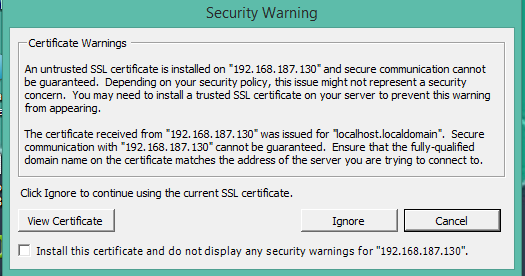 Security Warning
Certificate Warnings
An untrusted SSL certificate is installed on "192.168.187.130" and secure communication cannot
be guaranteed. Depending on your security policy, this issue might not represent a security
concern. You may need to install a trusted SSL certificate on your server to prevent this warning
from appearing.
The certificate received from "192.168.187.130" was issued for "localhost.localdomain". Secure
communication with "192.168.187.130" cannot be guaranteed. Ensure that the fully-qualified
domain name on the certificate matches the address of the server you are trying to connect to.
Click Ignore to continue using the current SSL certificate.
View Certificate
Ignore
Cancel
Install this certificate and do not display any security warnings for "192.168.187.130".